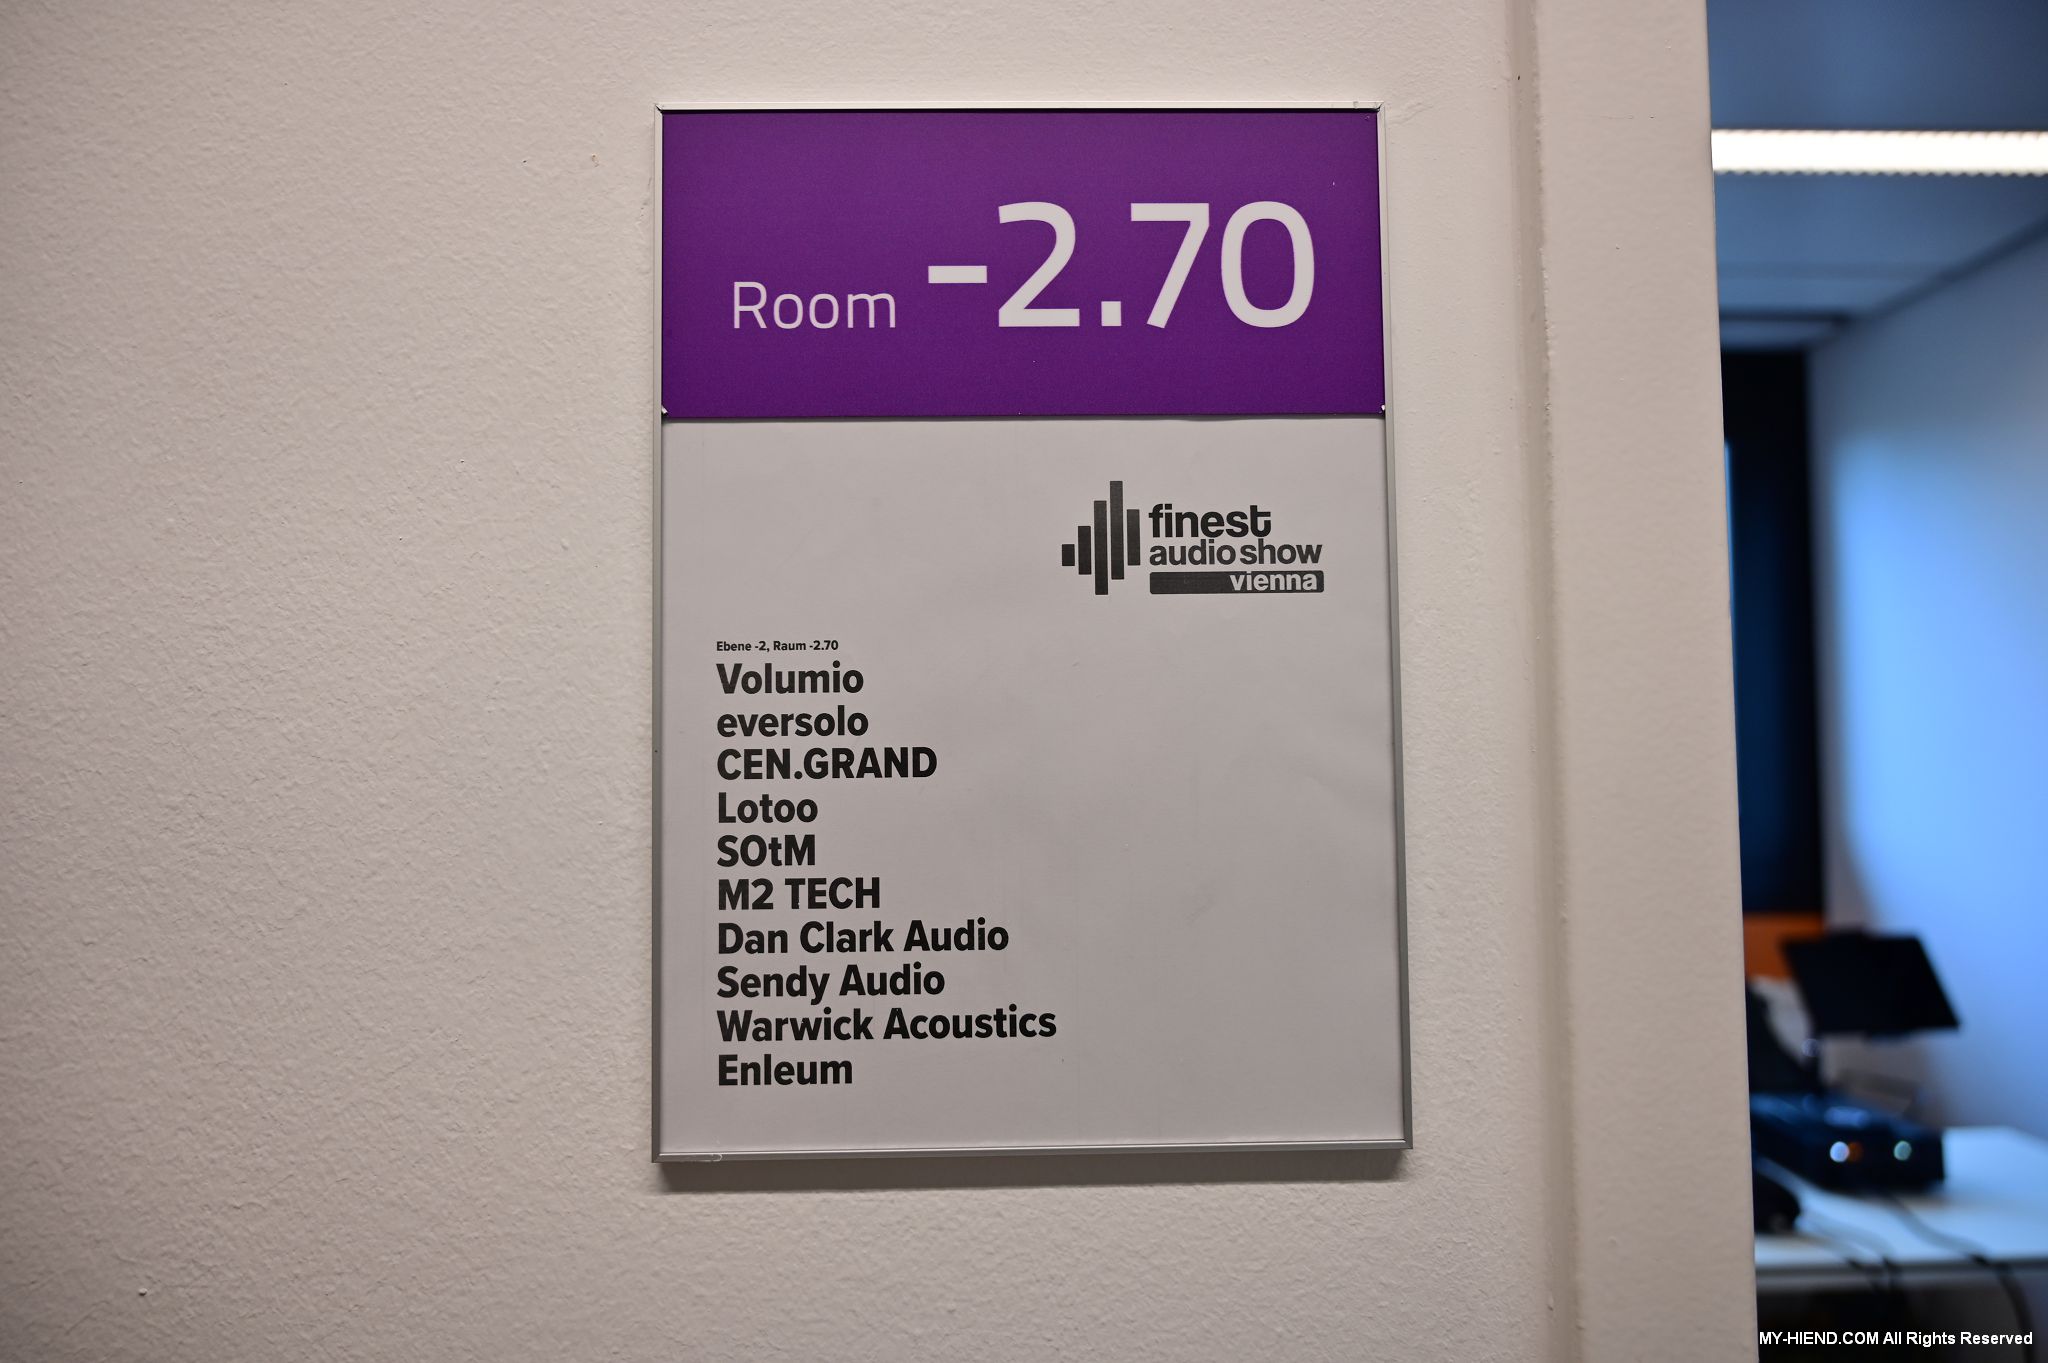 Room -2.70
finest
audio show
vienna
Ebene -2, Raum -2.70
Volumio
eversolo
CEN.GRAND
Lotoo
SOtM
M2 TECH
Dan Clark Audio
Sendy Audio
Warwick Acoustics
Enleum
MY-HIEND.COM All Rights Reserved